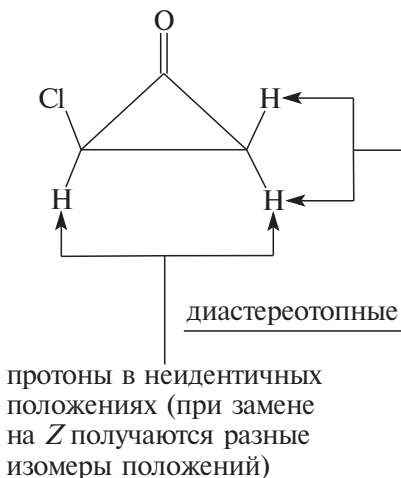 O
Cl
H
H
H
диастереотопные
протоны в неидентичных
положениях (при замене
на Z получаются разные
изомеры положений)